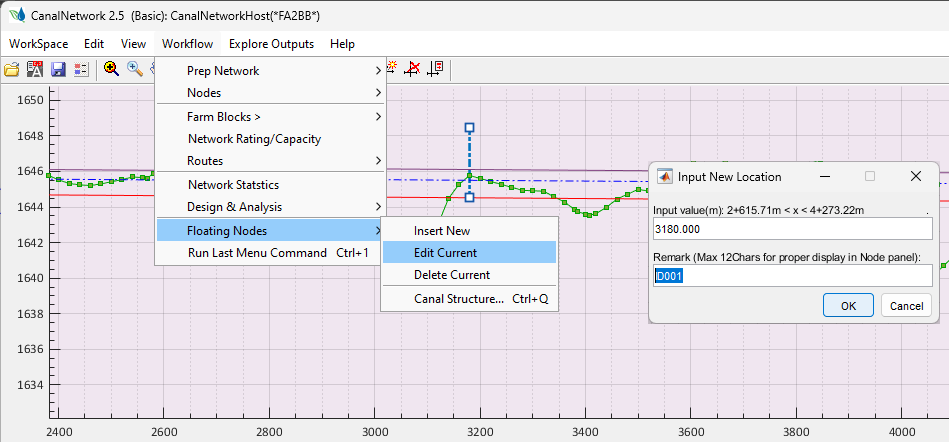 CanalNetwork 2.5 (Basic): CanalNetworkHost(*FA2BB*)
WorkSpace Edit View Workflow Explore Outputs Help
Prep Network
Nodes
Farm Blocks >
Network Rating/Capacity
Routes
Network Statstics
Design & Analysis
Floating Nodes
Run Last Menu Command Ctrl+1
Insert New
Edit Current
Delete Current
Canal Structure... Ctrl+Q
Input New Location
Input value(m): 2+615.71m < x < 4+273.22m
3180.000
Remark (Max 12Chars for proper display in Node panel):
D001
OK Cancel
1650
1648
1646
1644
1642
1640
1638
1636
1634
2400 2600 2800 3000 3200 3400 3600 3800 4000